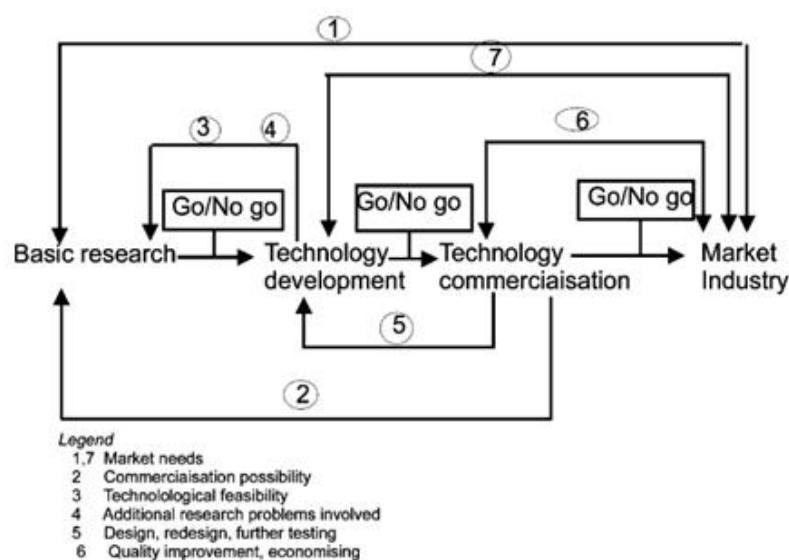 1
7
3 4
6
Go/No go
Go/No go
Go/No go
Basic research
Technology
development
Technology
commerciaisation
Market
Industry
5
2
Legend
1,7 Market needs
2 Commerciaisation possibility
3 Technolological feasibility
4 Additional research problems involved
5 Design, redesign, further testing
6 Quality improvement, economising